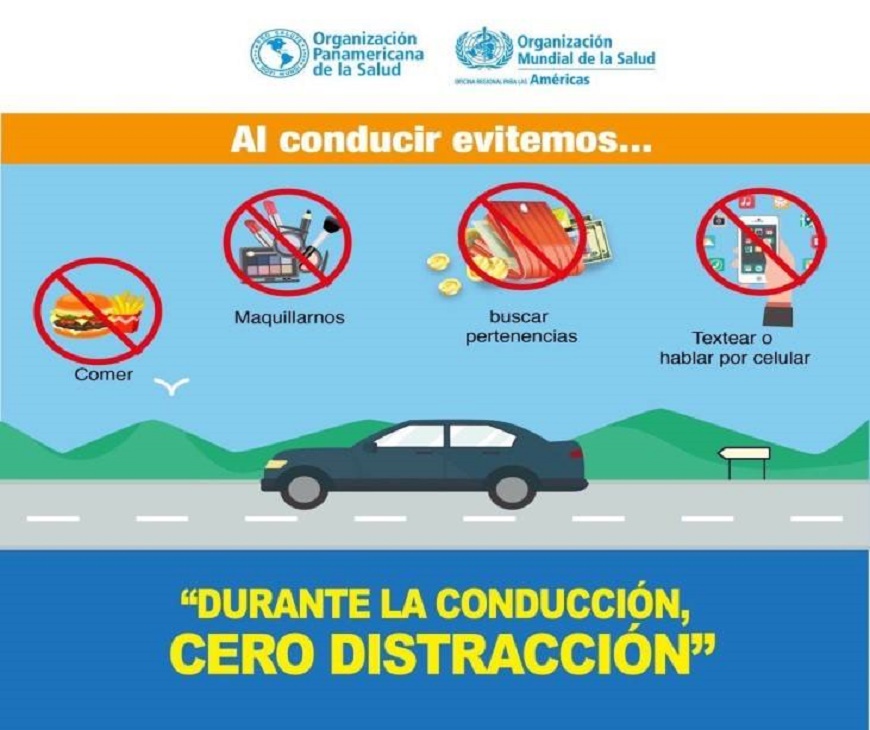 Organización
Panamericana
de la Salud
Organización
Mundial de la Salud
OFICINA REGIONAL PARA LAS Américas
Al conducir evitemos...
Comer
Maquillarnos
buscar
pertenencias
Textear o
hablar por celular
“DURANTE LA CONDUCCIÓN,
CERO DISTRACCIÓN”